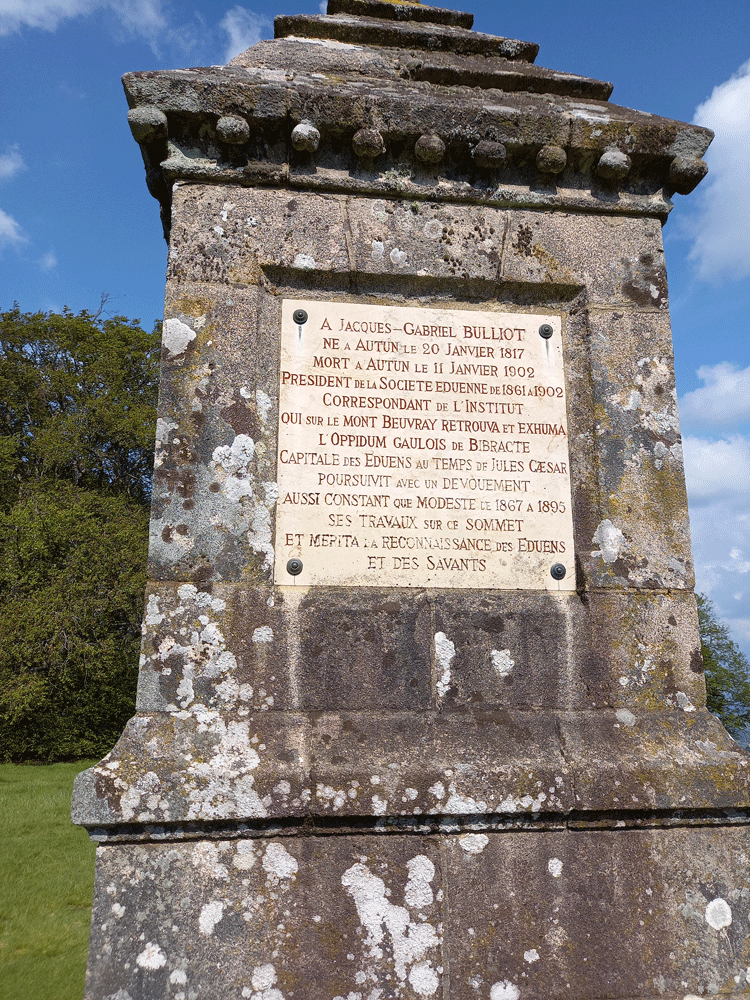 A JACQUES-GABRIEL BULLIOT
NE A AUTUN LE 20 JANVIER 1817
MORT A AUTUN LE 11 JANVIER 1902
PRESIDENT DE LA SOCIETE EDUENNE DE 1861 A 1902
CORRESPONDANT DE L'INSTITUT
QUI SUR LE MONT BEUVRAY RETROUVA ET EXHUMA
L'OPPIDUM GAULOIS DE BIBRACTE
CAPITALE DES EDUENS AU TEMPS DE JULES CÆSAR
POURSUIVIT AVEC UN DEVOUEMENT
AUSSI CONSTANT QUE MODESTE DE 1867 A 1895
SES TRAVAUX SUR CE SOMMET
ET MERITA LA RECONNAISSANCE DES EDUENS
ET DES SAVANTS